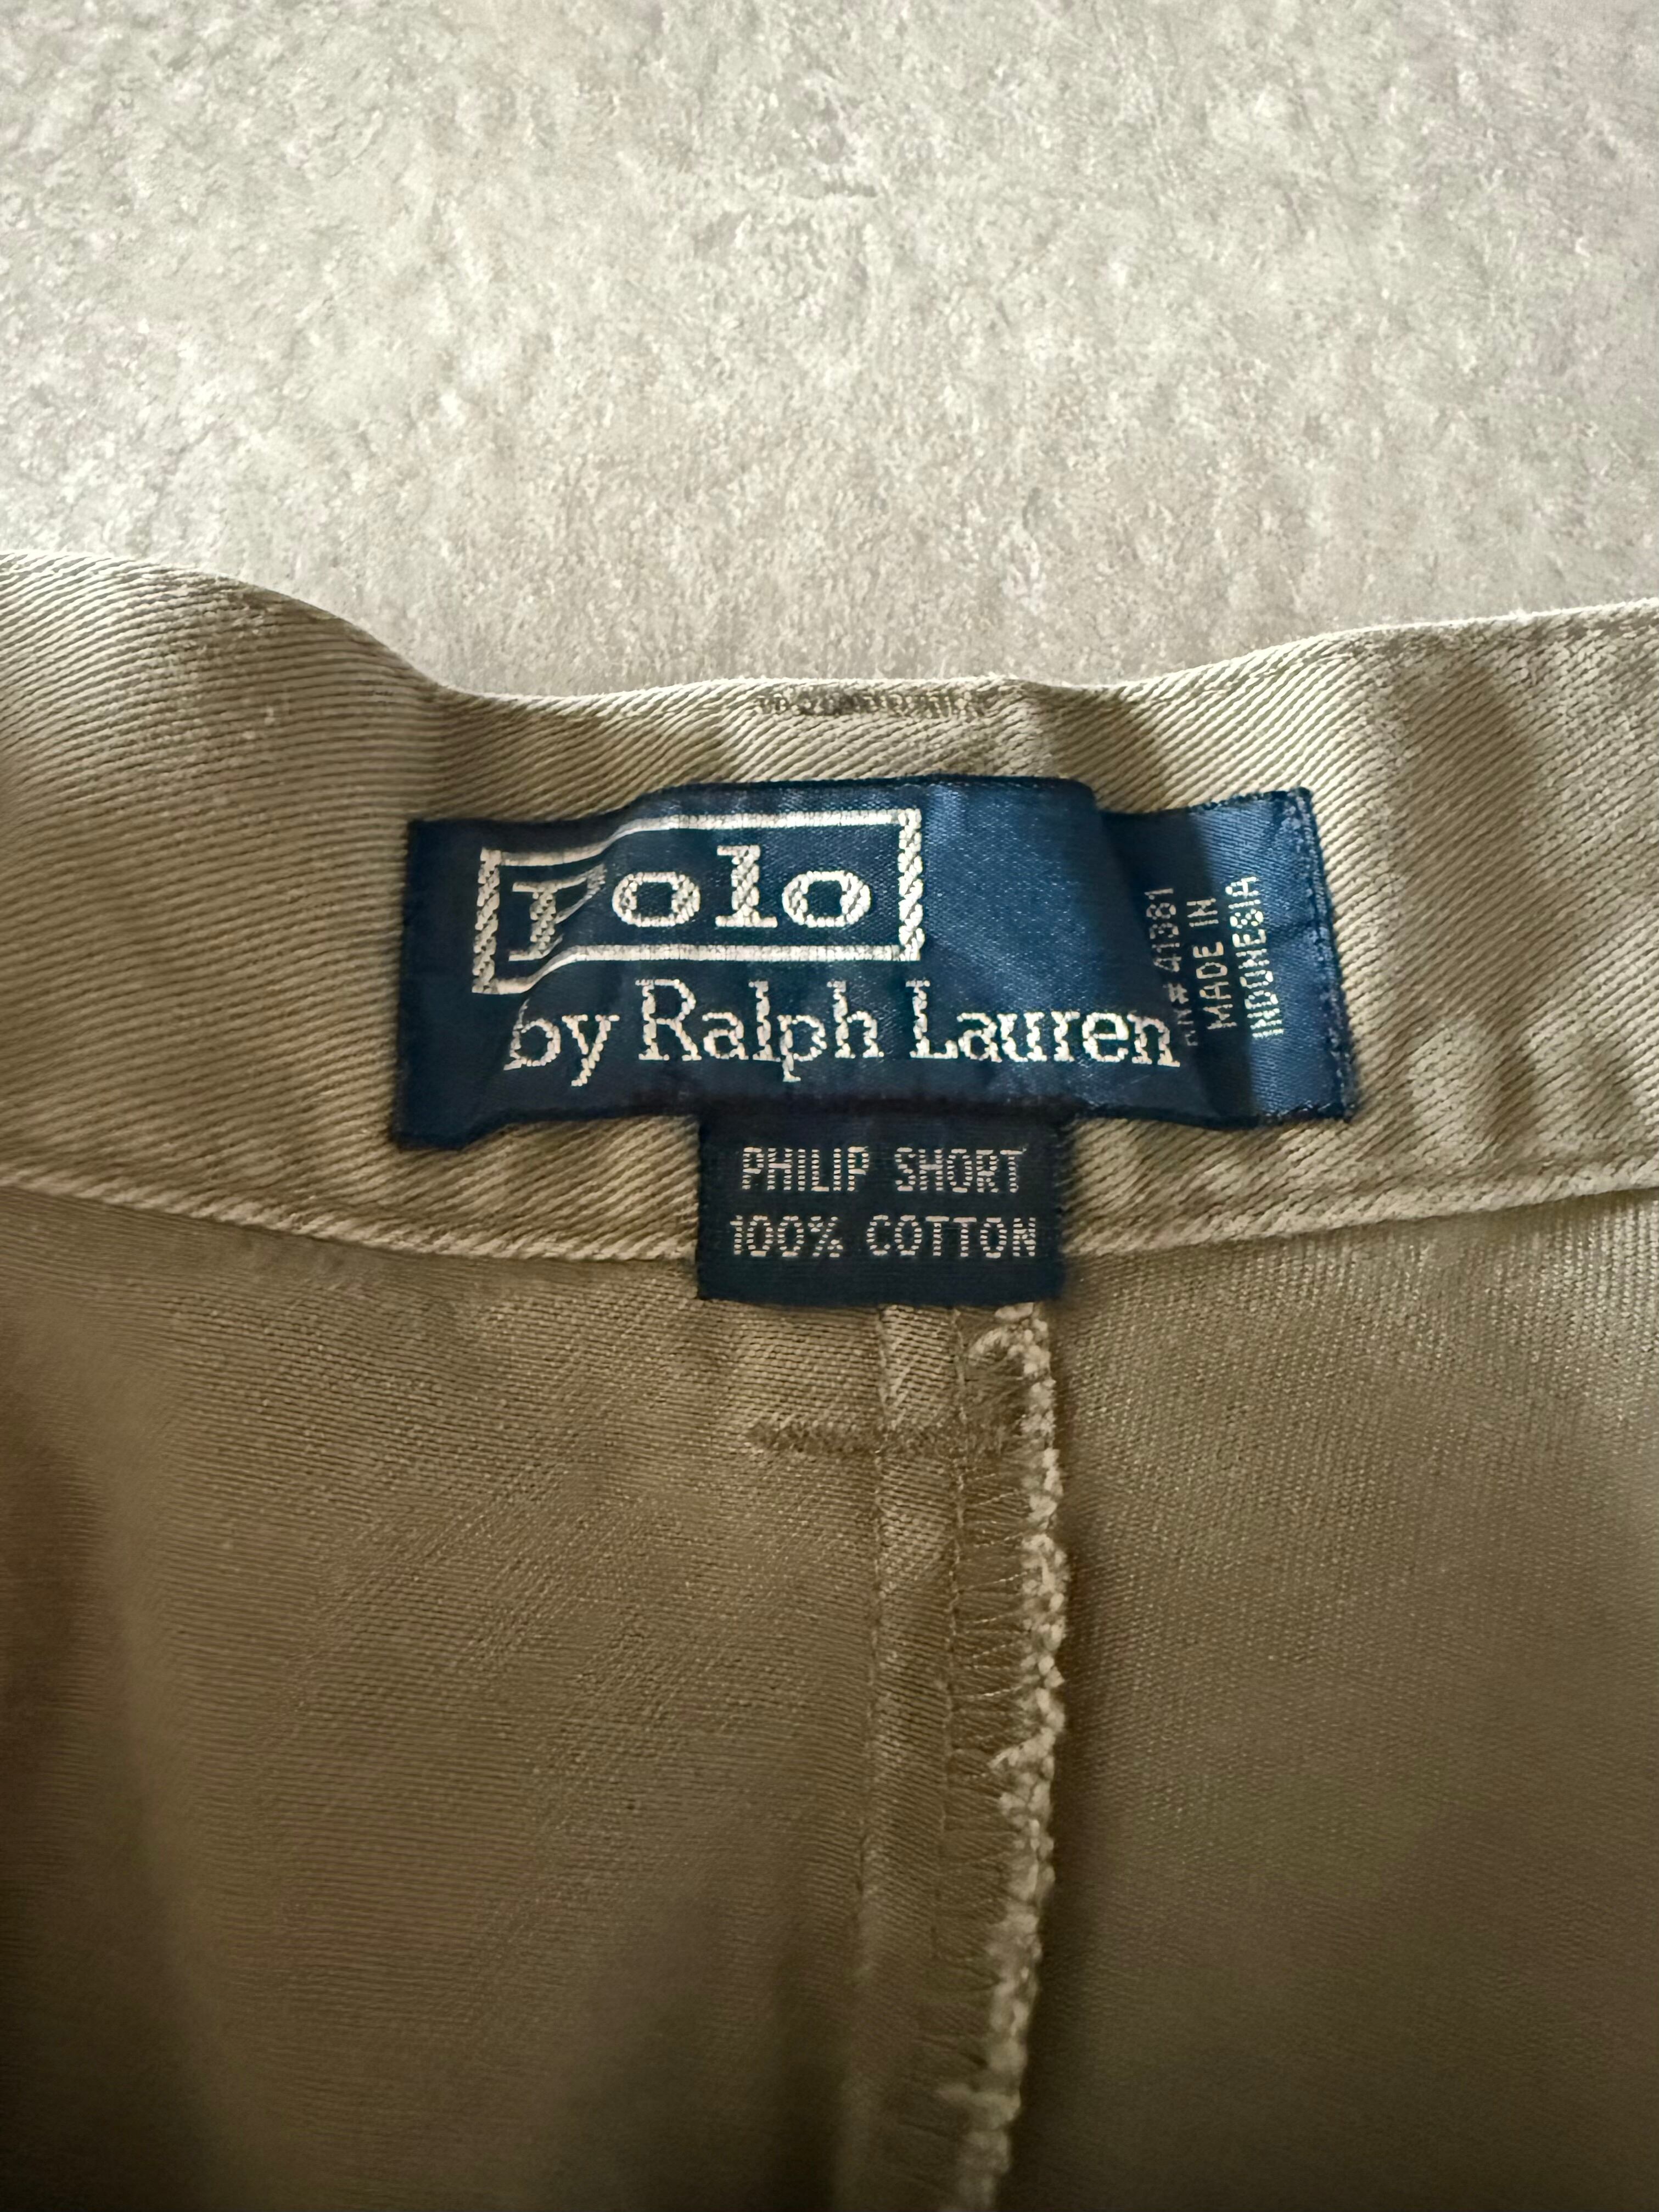 Polo
by Ralph Lauren
RN# 41381
MADE IN
INDONESIA
PHILIP SHORT
100% COTTON